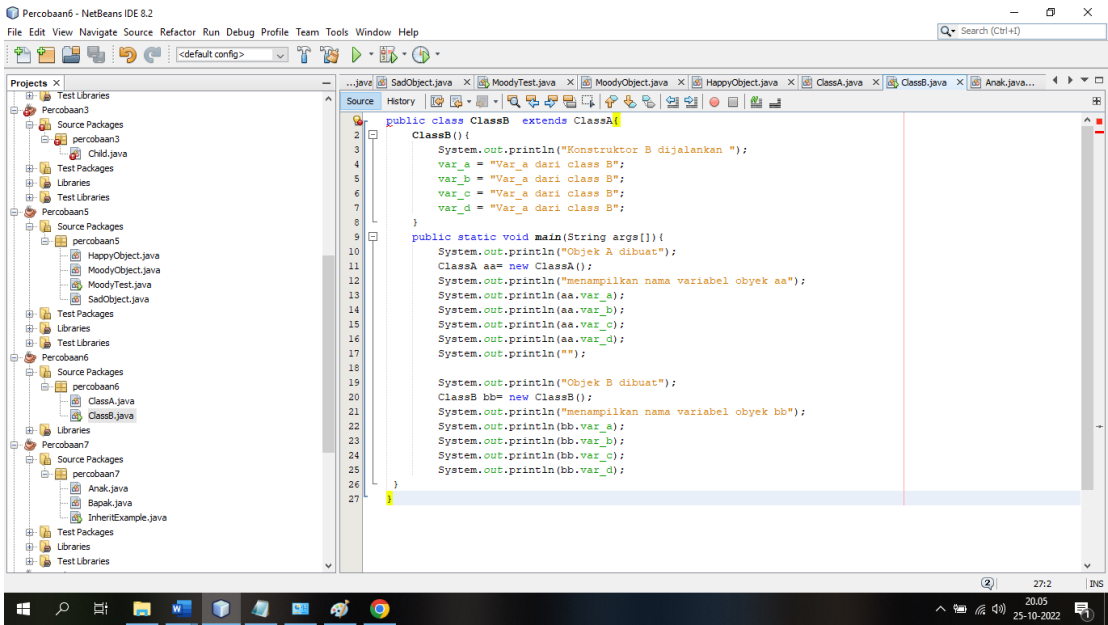 Percobaan6 - NetBeans IDE 8.2
File Edit View Navigate Source Refactor Run Debug Profile Team Tools Window Help
Search (Ctrl+I)
<default config>
Projects
...java SadObject.java MoodyTest.java MoodyObject.java HappyObject.java ClassA.java ClassB.java Anak.java...
Source History
Test Libraries
Percobaan3
Source Packages
percobaan3
Child.java
Test Packages
Libraries
Test Libraries
Percobaan5
Source Packages
percobaan5
HappyObject.java
MoodyObject.java
MoodyTest.java
SadObject.java
Test Packages
Libraries
Test Libraries
Percobaan6
Source Packages
percobaan6
ClassA.java
ClassB.java
Libraries
Percobaan7
Source Packages
percobaan7
Anak.java
Bapak.java
InheritExample.java
Test Packages
Libraries
Test Libraries
public class ClassB  extends ClassA{
2 ClassB(){
3 System.out.println("Konstruktor B dijalankan ");
4 var_a = "Var_a dari class B";
5 var_b = "Var_a dari class B";
6 var_c = "Var_a dari class B";
7 var_d = "Var_a dari class B";
8 }
9 public static void main(String args[]){
10 System.out.println("Objek A dibuat");
11 ClassA aa= new ClassA();
12 System.out.println("menampilkan nama variabel obyek aa");
13 System.out.println(aa.var_a);
14 System.out.println(aa.var_b);
15 System.out.println(aa.var_c);
16 System.out.println(aa.var_d);
17 System.out.println("");
18
19 System.out.println("Objek B dibuat");
20 ClassB bb= new ClassB();
21 System.out.println("menampilkan nama variabel obyek bb");
22 System.out.println(bb.var_a);
23 System.out.println(bb.var_b);
24 System.out.println(bb.var_c);
25 System.out.println(bb.var_d);
26 }
27 }
2 27:2 INS
20.05
25-10-2022